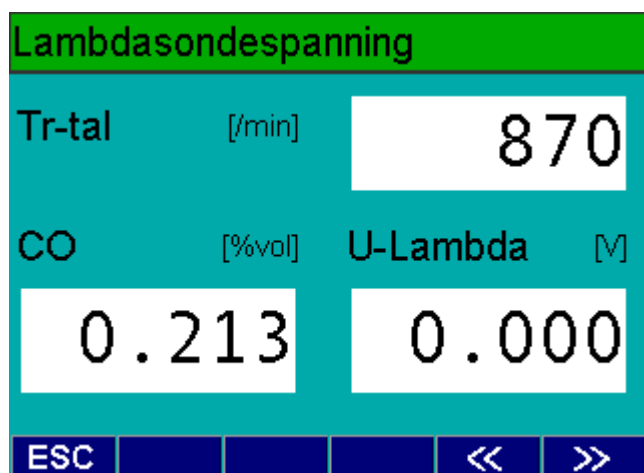 Lambdasondespanning
Tr-tal [/min] 870
CO [%vol] U-Lambda [V]
0.213 0.000
ESC << >>